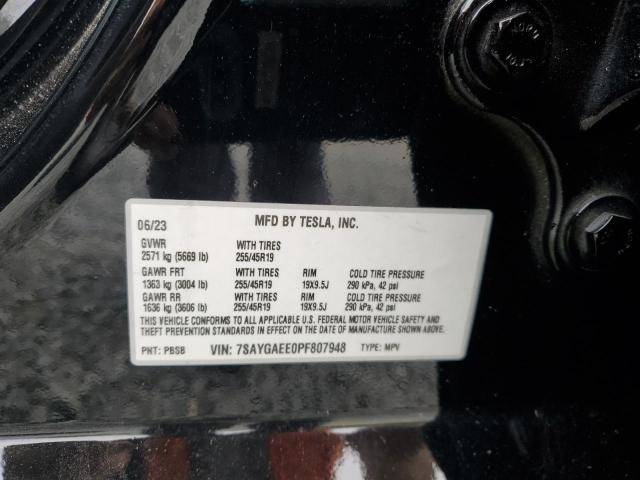 06/23 MFD BY TESLA, INC.
GVWR WITH TIRES
2571 kg (5669 lb) 255/45R19
GAWR FRT WITH TIRES RIM COLD TIRE PRESSURE
1363 kg (3004 lb) 255/45R19 19X9.5J 290 kPa, 42 psi
GAWR RR WITH TIRES RIM COLD TIRE PRESSURE
1636 kg (3606 lb) 255/45R19 19X9.5J 290 kPa, 42 psi
THIS VEHICLE CONFORMS TO ALL APPLICABLE U.S. FEDERAL MOTOR VEHICLE SAFETY AND
THEFT PREVENTION STANDARDS IN EFFECT ON THE DATE OF MANUFACTURE SHOWN ABOVE.
PNT: PBSB VIN: 7SAYGAEE0PF807948 TYPE: MPV